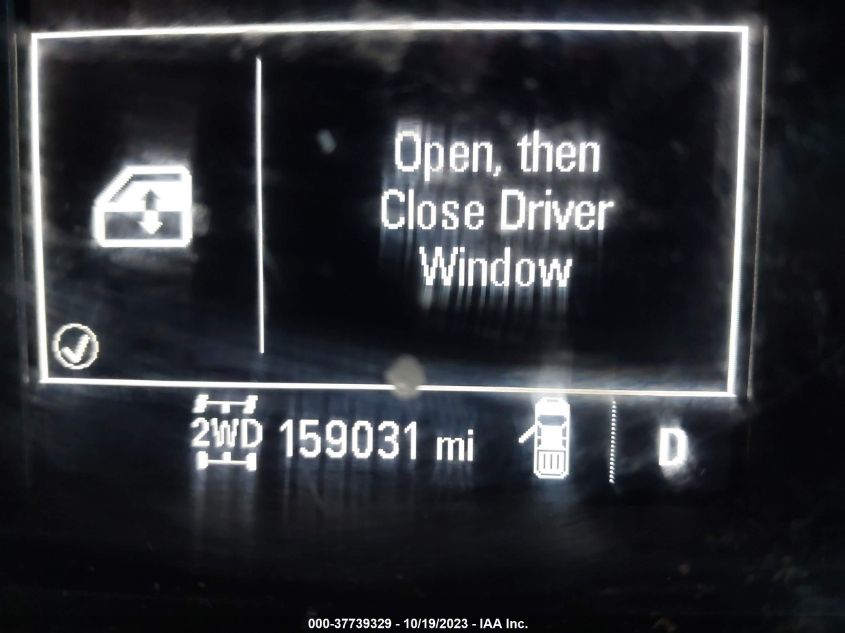 Open, then
Close Driver
Window
2WD 159031 mi D
000-37739329 - 10/19/2023 - IAA Inc.